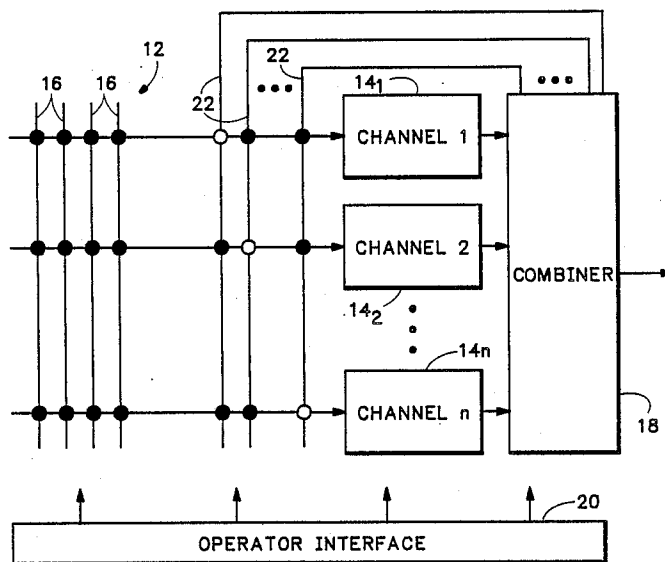 12
16
16
22
22
14₁
CHANNEL 1
CHANNEL 2
14₂
COMBINER
14n
CHANNEL n
18
20
OPERATOR INTERFACE